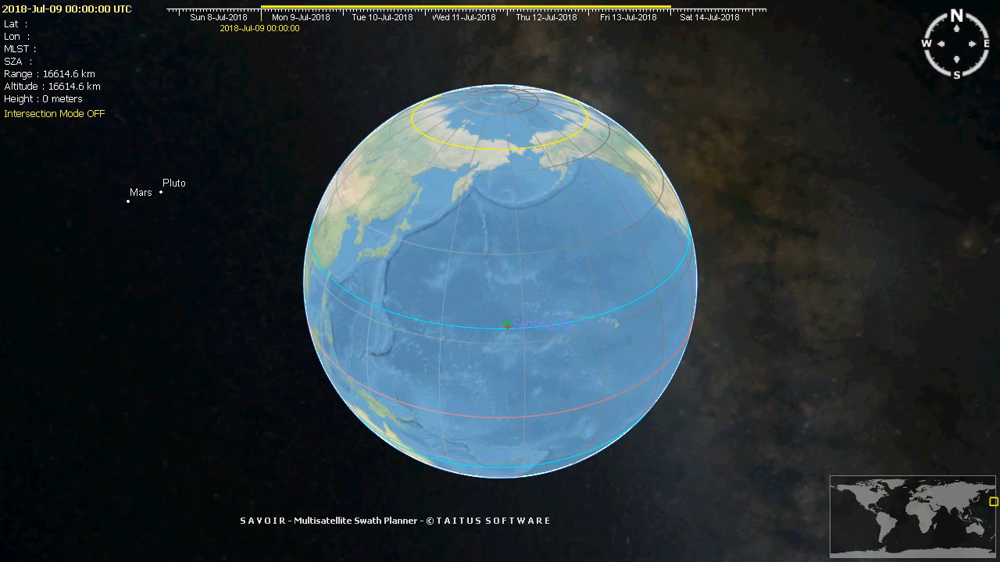 2018-Jul-09 00:00:00 UTC
Sun 8-Jul-2018 Mon 9-Jul-2018 Tue 10-Jul-2018 Wed 11-Jul-2018 Thu 12-Jul-2018 Fri 13-Jul-2018 Sat 14-Jul-2018
2018-Jul-09 00:00:00
Lat :
Lon :
MLST :
SZA :
Range : 16614.6 km
Altitude : 16614.6 km
Height : 0 meters
Intersection Mode OFF
N
W E
S
Pluto
Mars
SAVOIR - Multisatellite Swath Planner - © TAITUS SOFTWARE